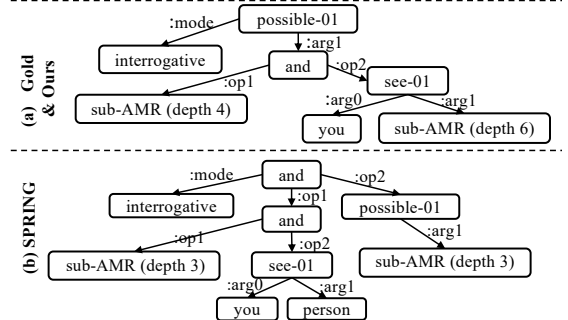 (a) Gold & Ours
possible-01
:mode
:arg1
interrogative
and
:op1
:op2
sub-AMR (depth 4)
see-01
:arg0
:arg1
you
sub-AMR (depth 6)
(b) SPRING
and
:mode
:op1
:op2
interrogative
and
possible-01
:op1
:op2
:arg1
sub-AMR (depth 3)
see-01
sub-AMR (depth 3)
:arg0
:arg1
you
person